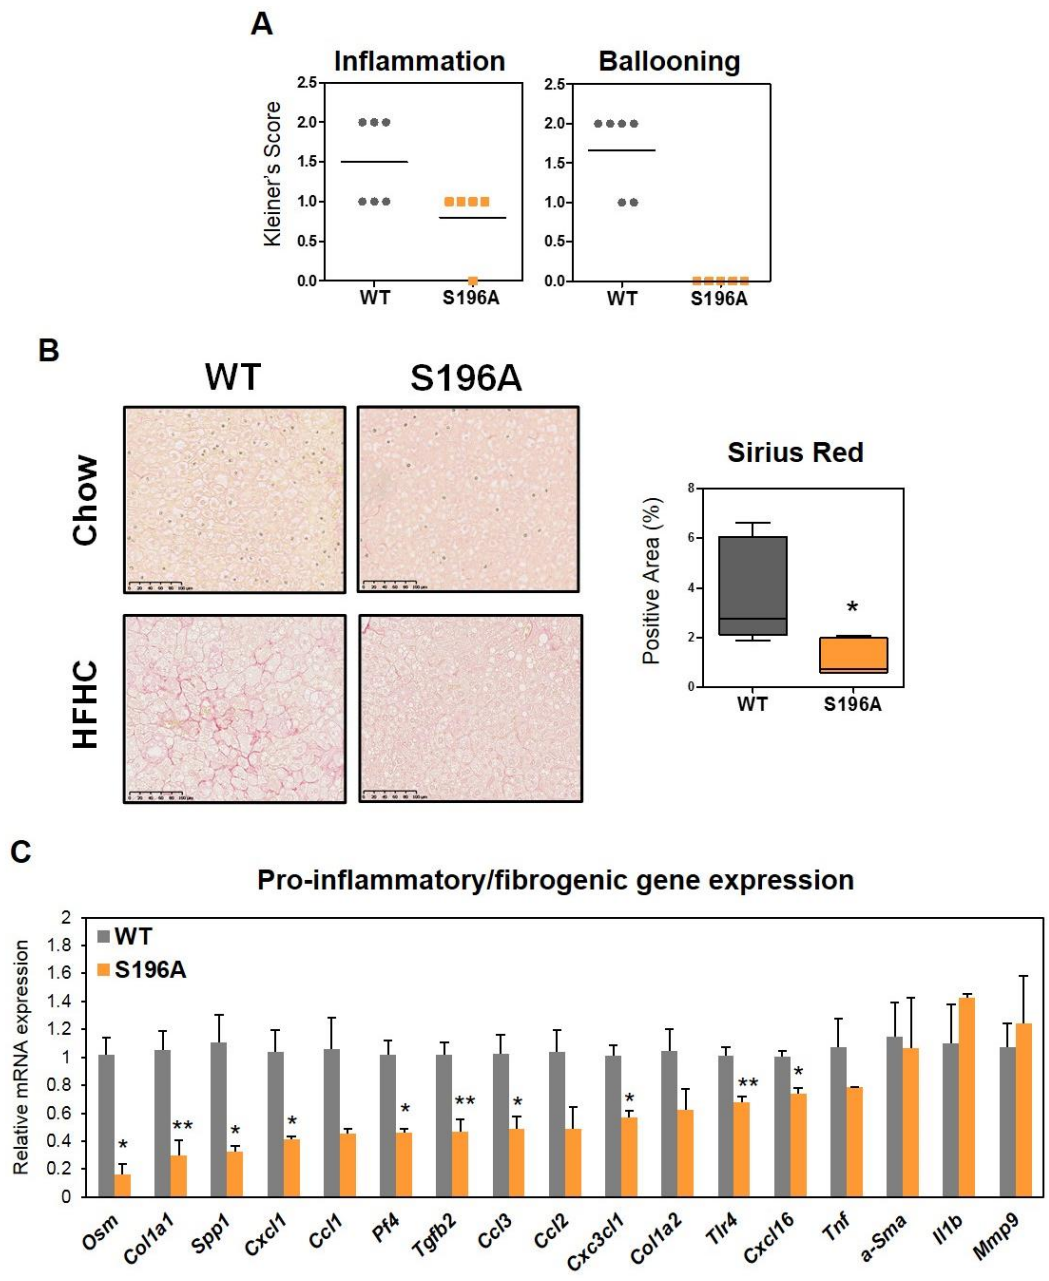 A
Inflammation
Ballooning
Kleiner's Score
2.5
2.0
1.5
1.0
0.5
0.0
WT
S196A
2.5
2.0
1.5
1.0
0.5
0.0
WT
S196A
B
WT
S196A
Chow
HFHC
Sirius Red
Positive Area (%)
8
6
4
2
0
WT
S196A
C
Pro-inflammatory/fibrogenic gene expression
Relative mRNA expression
2
1.8
1.6
1.4
1.2
1
0.8
0.6
0.4
0.2
0
WT
S196A
*
**
*
*
*
**
*
*
**
*
Osm
Col1a1
Spp1
Cxcl1
Ccl1
Pf4
Tgfb2
Ccl3
Ccl2
Cxc3cl1
Col1a2
Tlr4
Cxcl16
Tnf
a-Sma
Il1b
Mmp9